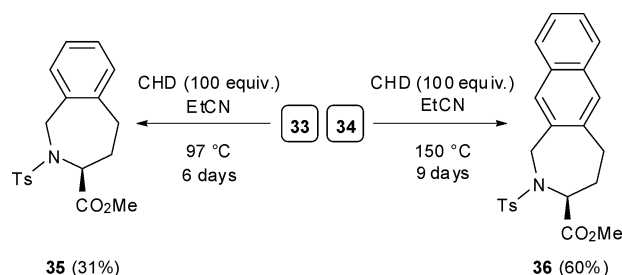 CHD (100 equiv.)
EtCN
97 °C
6 days
33 34
CHD (100 equiv.)
EtCN
150 °C
9 days
N
Ts
CO2Me
N
Ts
CO2Me
35 (31%)
36 (60%)